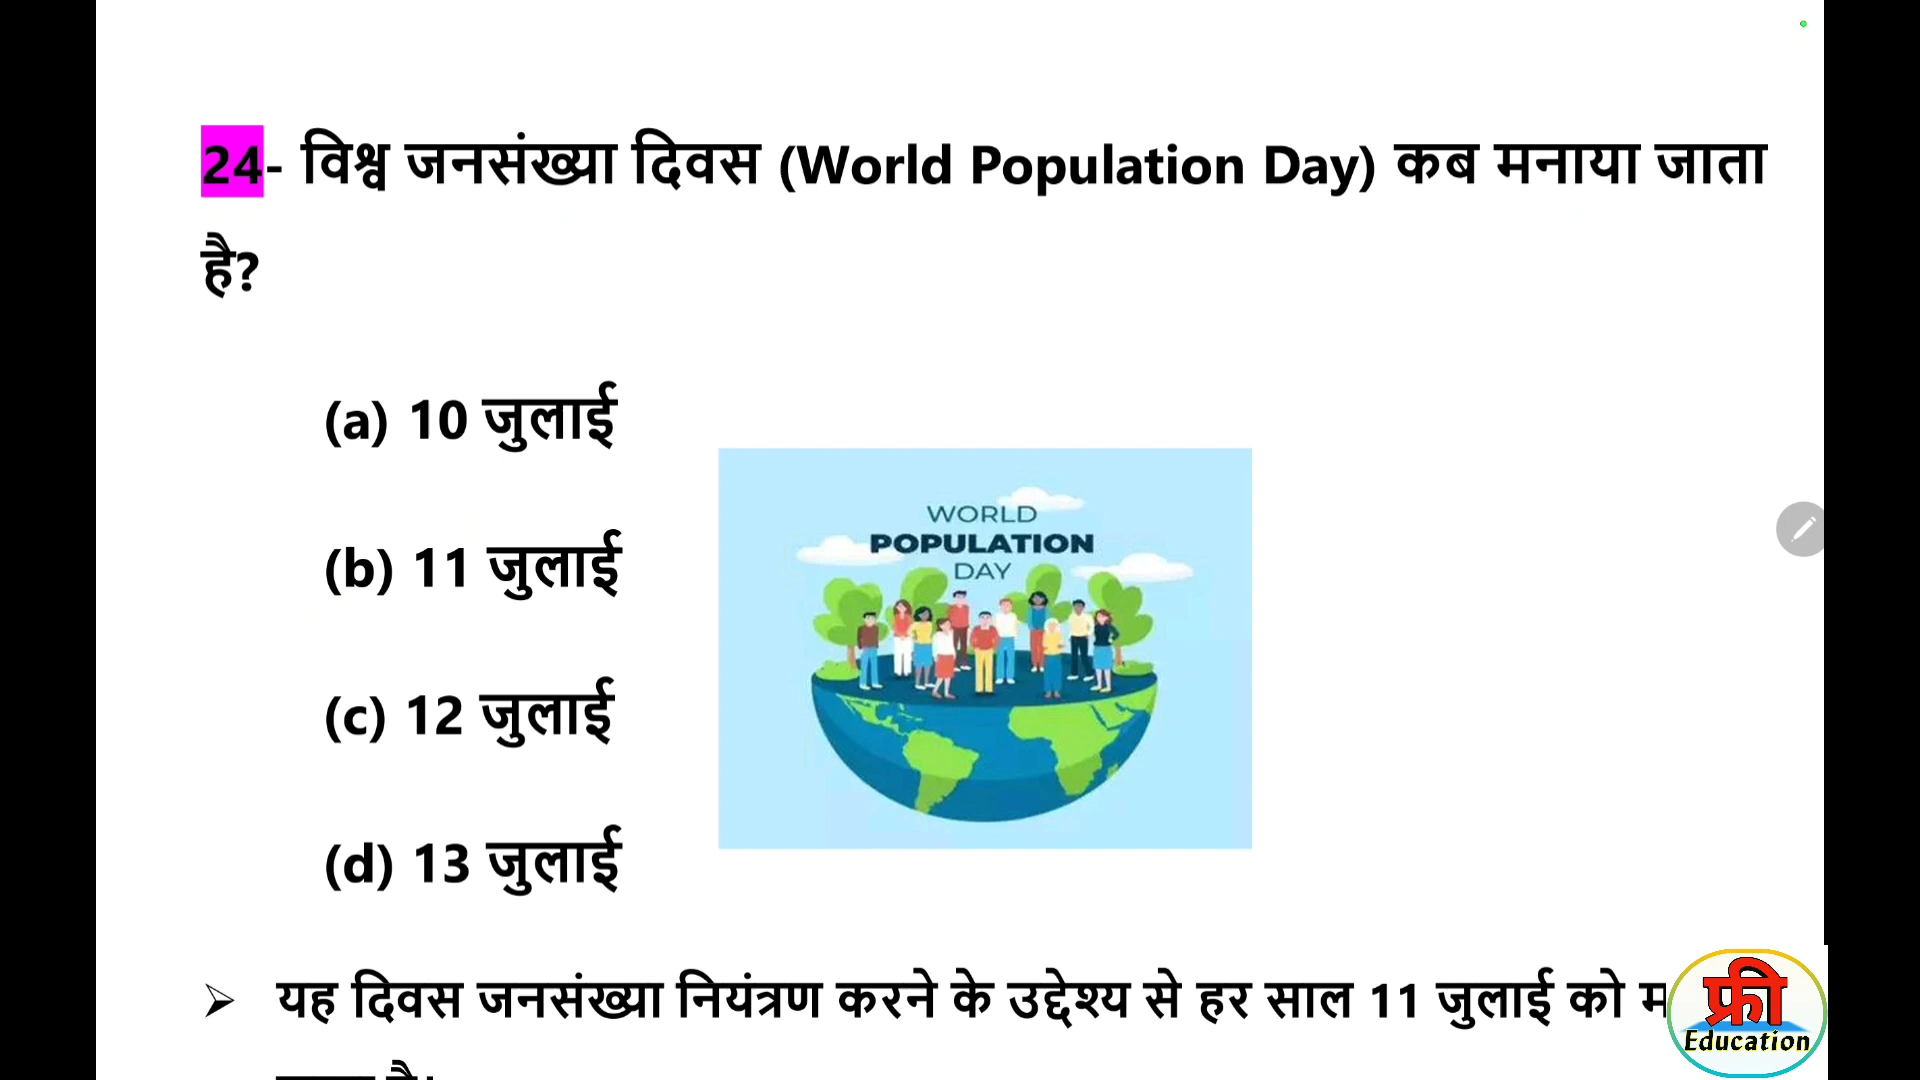 24- विश्व जनसंख्या दिवस (World Population Day) कब मनाया जाता
है?
(a) 10 जुलाई
(b) 11 जुलाई
WORLD
POPULATION
DAY
(c) 12 जुलाई
(d) 13 जुलाई
➢ यह दिवस जनसंख्या नियंत्रण करने के उद्देश्य से हर साल 11 जुलाई को
फ्री
Education